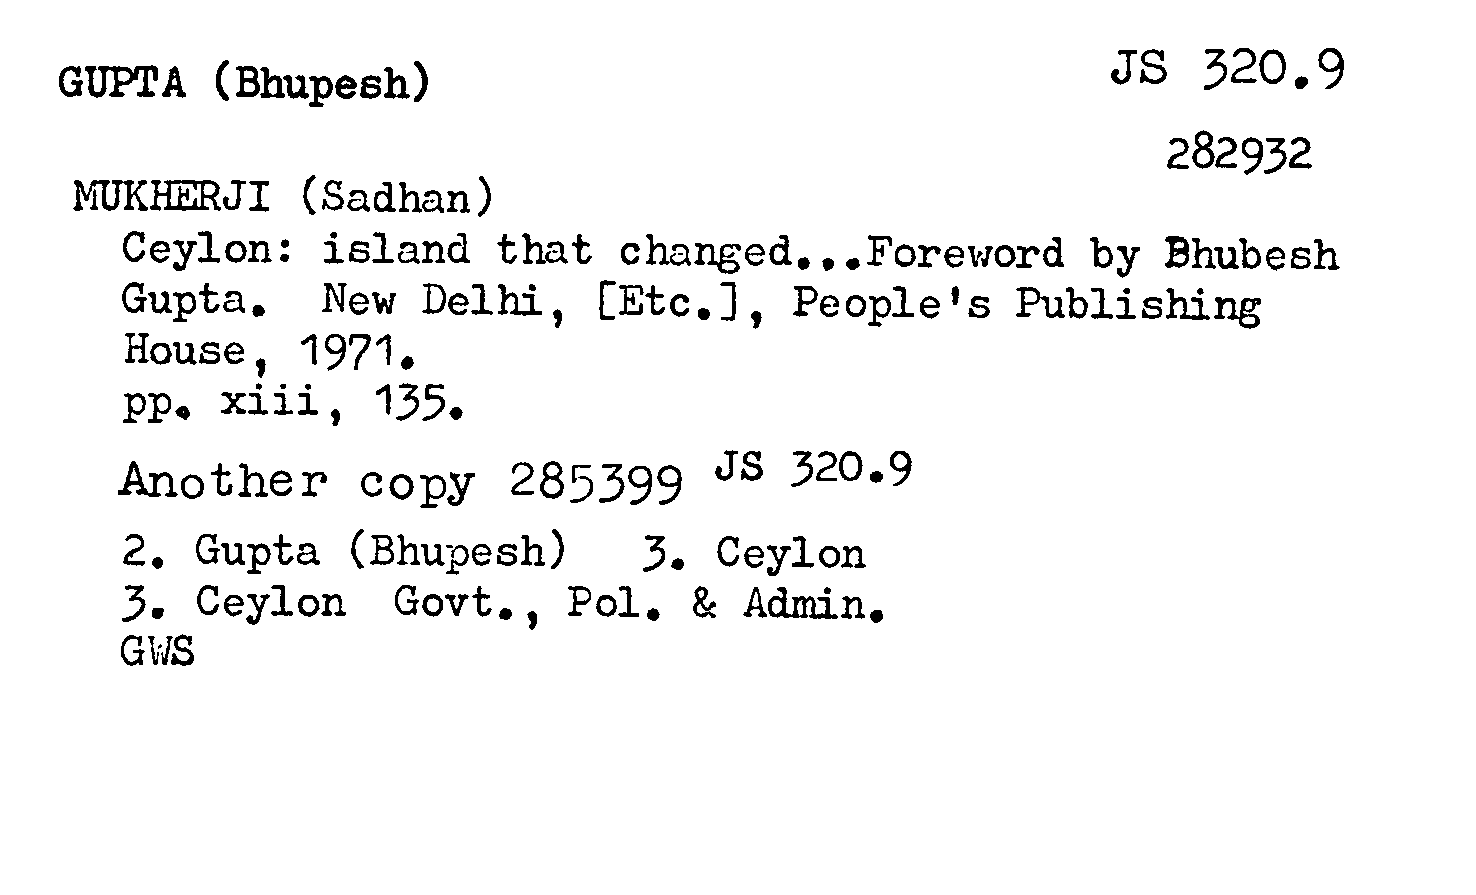 GUPTA (Bhupesh)
JS 320.9
282932
MUKHERJI (Sadhan)
Ceylon: island that changed...Foreword by Bhubesh
Gupta. New Delhi, [Etc.], People's Publishing
House, 1971.
pp. xiii, 135.
Another copy 285399 JS 320.9
2. Gupta (Bhupesh) 3. Ceylon
3. Ceylon Govt., Pol. & Admin.
GWS